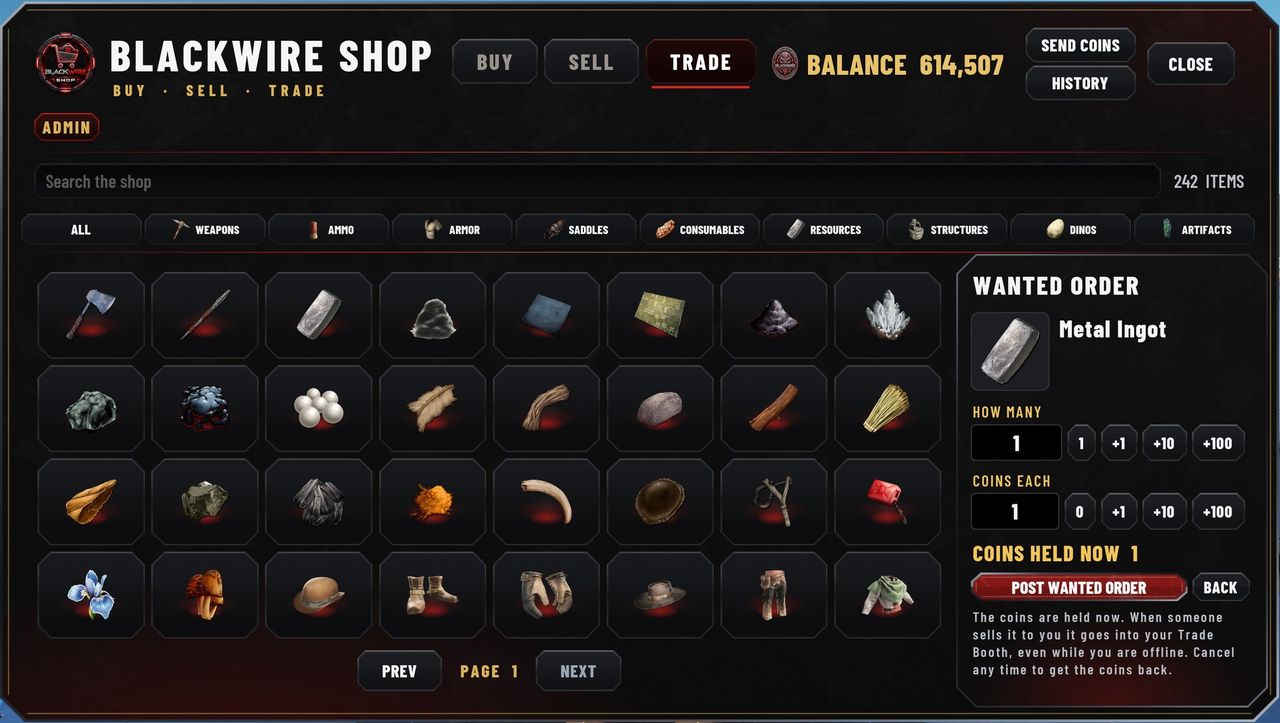 BLACKWIRE
SHOP
BLACKWIRE SHOP
BUY · SELL · TRADE
BUY
SELL
TRADE
BALANCE 614,507
SEND COINS
HISTORY
CLOSE
ADMIN
Search the shop
242 ITEMS
ALL
WEAPONS
AMMO
ARMOR
SADDLES
CONSUMABLES
RESOURCES
STRUCTURES
DINOS
ARTIFACTS
WANTED ORDER
Metal Ingot
HOW MANY
1 1 +1 +10 +100
COINS EACH
1 0 +1 +10 +100
COINS HELD NOW 1
POST WANTED ORDER
BACK
The coins are held now. When someone
sells it to you it goes into your Trade
Booth, even while you are offline. Cancel
any time to get the coins back.
PREV
PAGE 1
NEXT